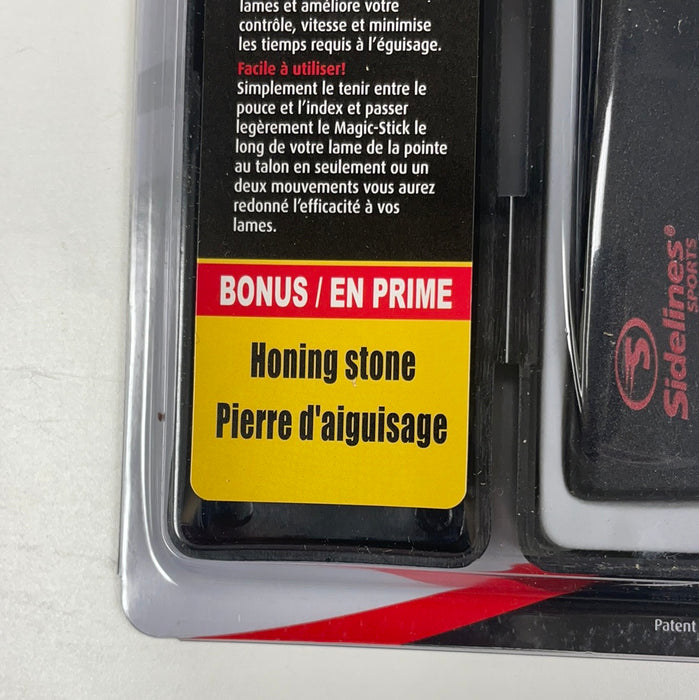 lames et améliore votre
contrôle, vitesse et minimise
les tiemps requis à l'éguisage.
Facile à utiliser!
Simplement le tenir entre le
pouce et l'index et passer
legèrement le Magic-Stick le
long de votre lame de la pointe
au talon en seulement ou un
deux mouvements vous aurez
redonné l'efficacité à vos
lames.
BONUS / EN PRIME
Honing stone
Pierre d'aiguisage
S
Sidelines®
SPORTS
Patent